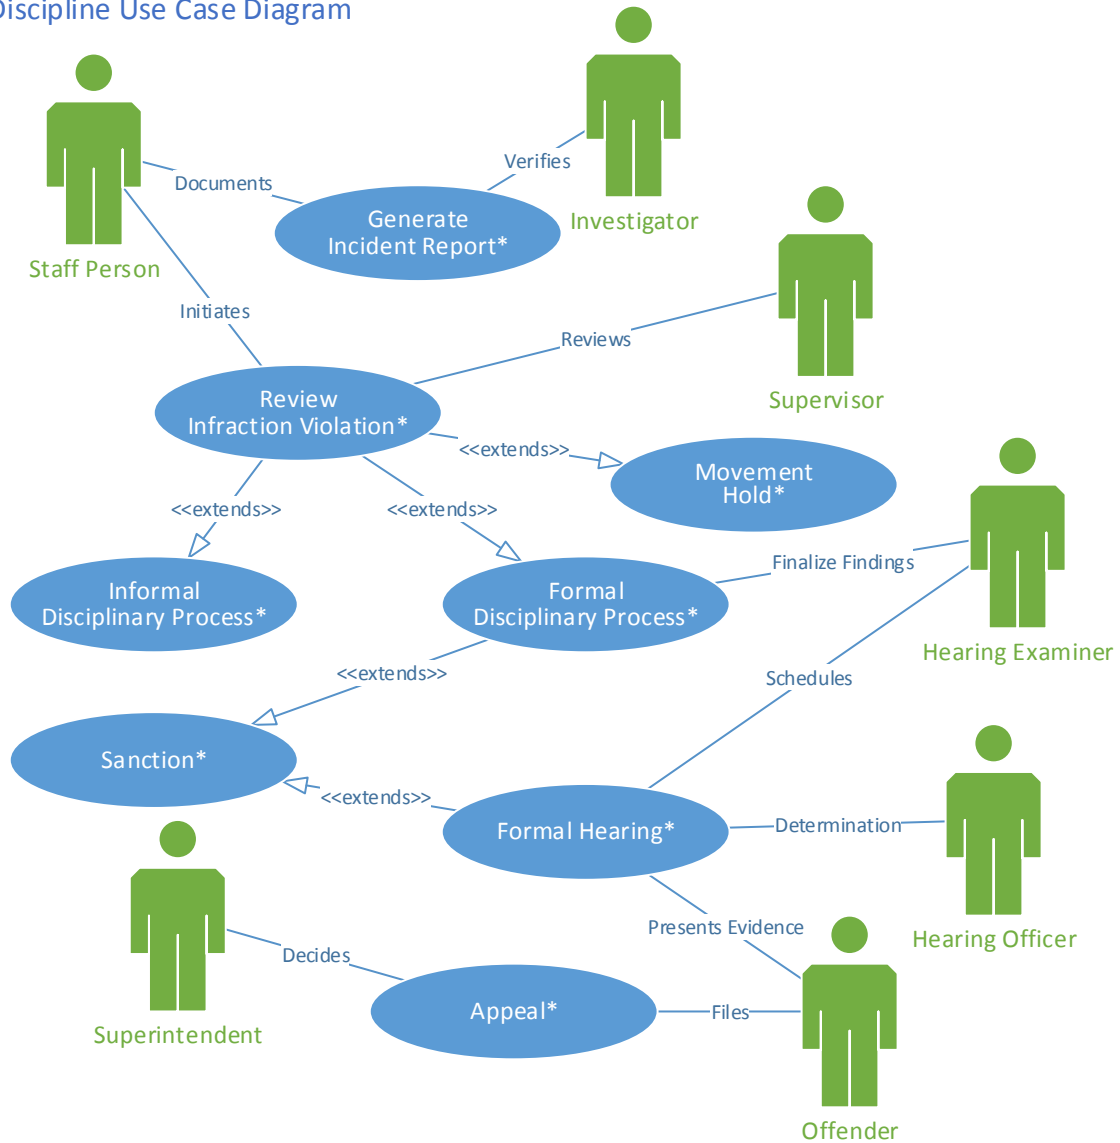 Discipline Use Case Diagram
Documents
Verifies
Generate
Incident Report*
Investigator
Staff Person
Initiates
Reviews
Review
Infraction Violation*
Supervisor
<<extends>>
Movement
Hold*
<<extends>>
<<extends>>
Finalize Findings
Informal
Disciplinary Process*
Formal
Disciplinary Process*
Hearing Examiner
<<extends>>
Schedules
Sanction*
<<extends>>
Formal Hearing*
Determination
Presents Evidence
Hearing Officer
Decides
Appeal*
Files
Superintendent
Offender